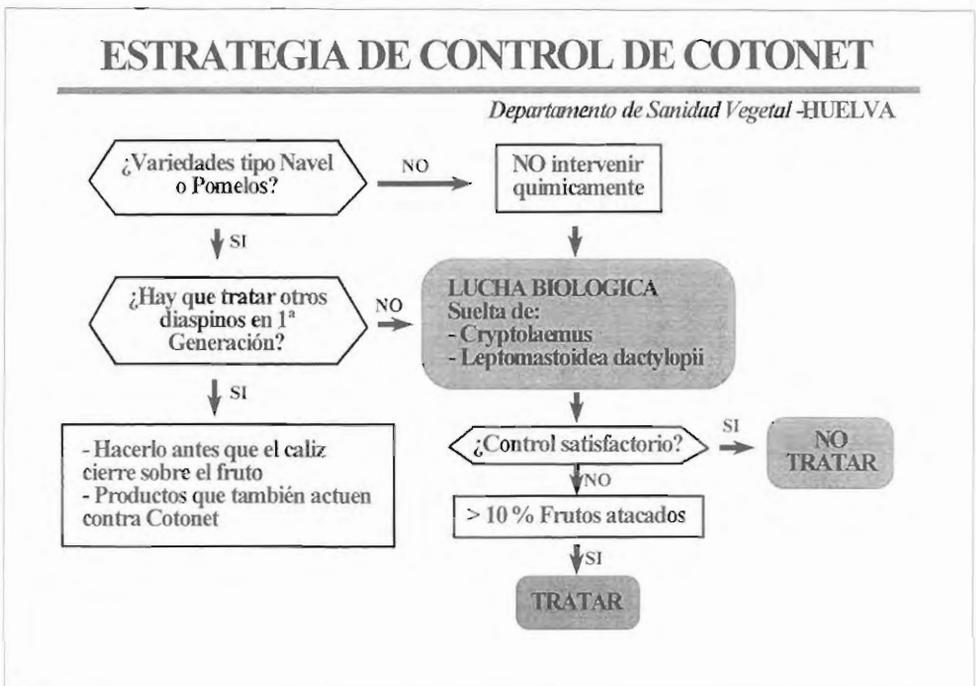 ESTRATEGIA DE CONTROL DE COTONET
Departamento de Sanidad Vegetal -HUELVA
¿Variedades tipo Navel
o Pomelos?
NO
NO intervenir
quimicamente
SI
¿Hay que tratar otros
diaspinos en 1ª
Generación?
NO
LUCHA BIOLOGICA
Suelta de:
- Cryptolaemus
- Leptomastoidea dactylopii
SI
- Hacerlo antes que el caliz
cierre sobre el fruto
- Productos que también actuen
contra Cotonet
¿Control satisfactorio?
SI
NO
TRATAR
NO
> 10 % Frutos atacados
SI
TRATAR